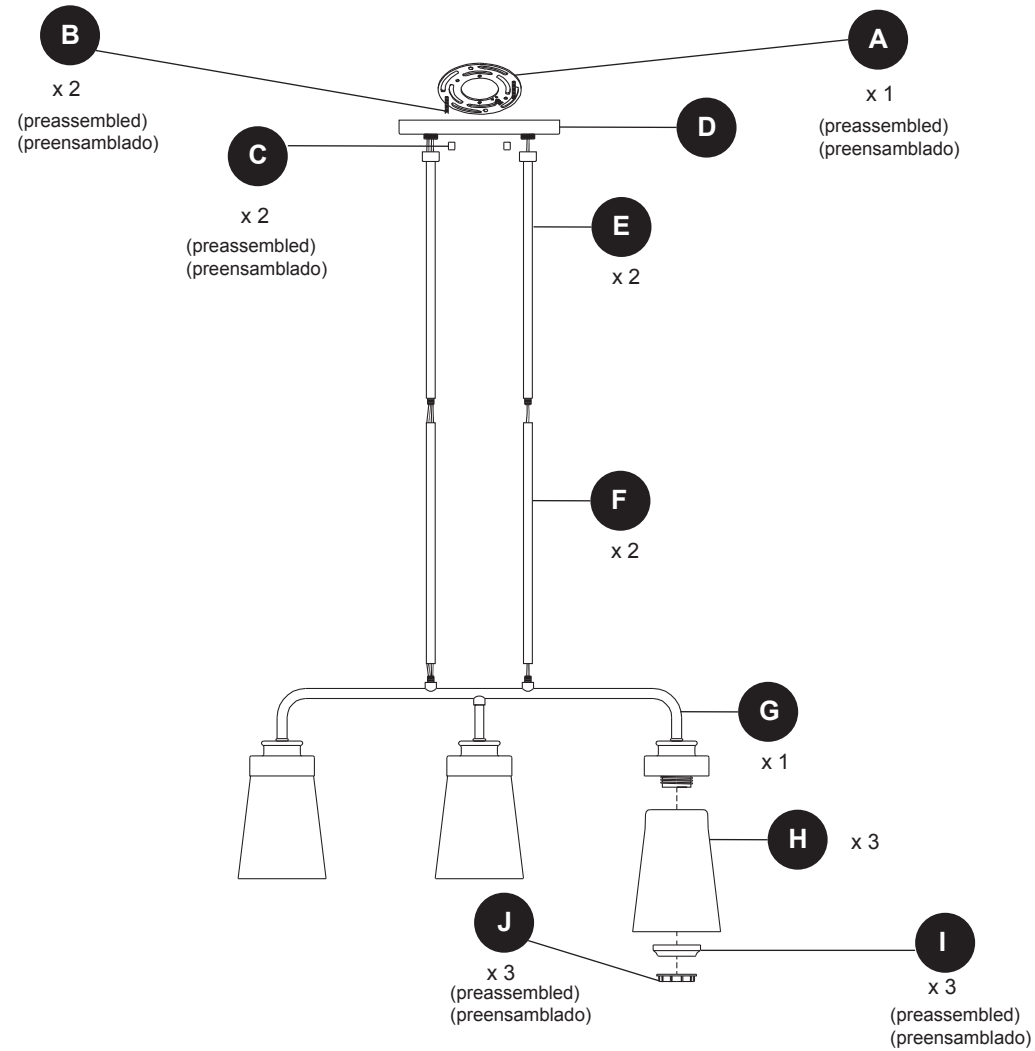 B
x 2
(preassembled)
(preensamblado)
A
x 1
(preassembled)
(preensamblado)
D
C
x 2
(preassembled)
(preensamblado)
E
x 2
F
x 2
G
x 1
H
x 3
J
x 3
(preassembled)
(preensamblado)
I
x 3
(preassembled)
(preensamblado)